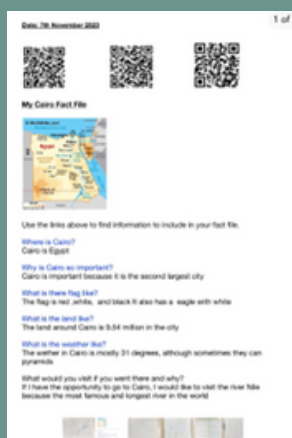 1 of
Date: 7th November 2023
My Cairo Fact File
Egypt
Use the links above to find information to include in your fact file.
Where is Cairo?
Cairo is Egypt
Why is Cairo so important?
Cairo is important because it is the second largest city
What is there flag like?
The flag is red ,white, and black it also has a eagle with white
What is the land like?
The land around Cairo is 9.54 million in the city
What is the weather like?
The wether in Cairo is mostly 31 degrees, although sometimes they can
pyramids
What would you visit if you went there and why?
If I have the opportunity to go to Cairo, I would like to visit the river Nile
because the most famous and longest river in the world